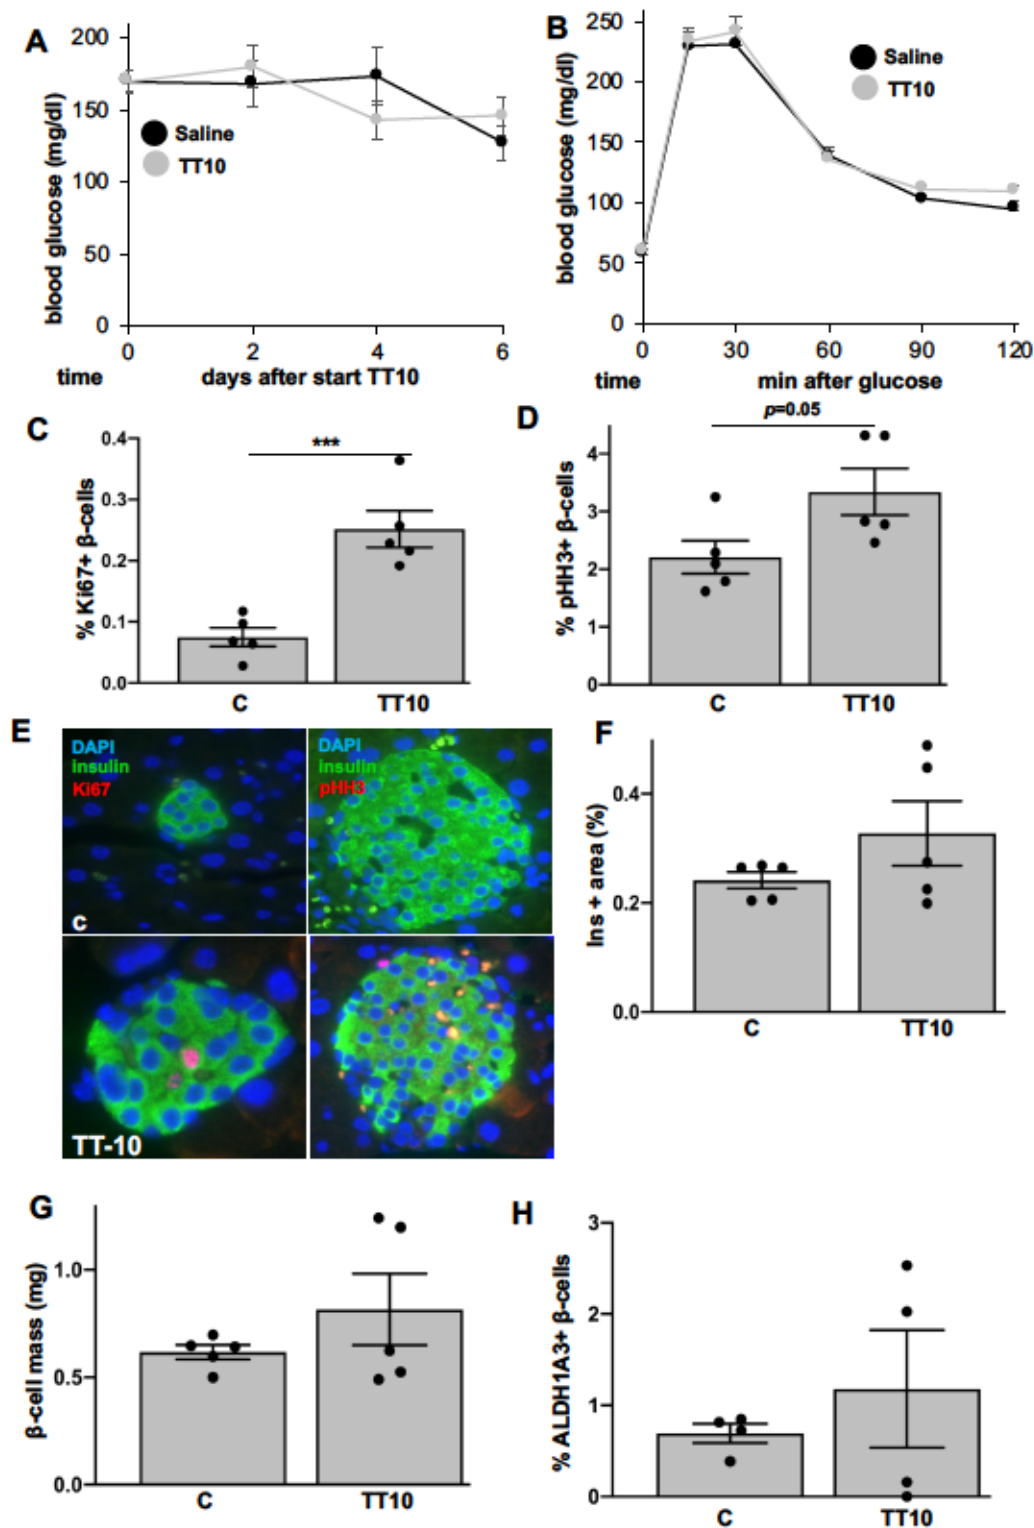 A
blood glucose (mg/dl)
200
150
100
50
0
Saline
TT10
0 2 4 6
time days after start TT10
B
blood glucose (mg/dl)
250
200
150
100
50
0
Saline
TT10
0 30 60 90 120
time min after glucose
C
% Ki67+ β-cells
0.4
0.3
0.2
0.1
0.0
***
C TT10
D
% pHH3+ β-cells
4
3
2
1
0
p=0.05
C TT10
E
DAPI
insulin
Ki67
C
DAPI
insulin
pHH3
TT-10
F
Ins + area (%)
0.4
0.2
0.0
C TT10
G
β-cell mass (mg)
1.0
0.5
0.0
C TT10
H
% ALDH1A3+ β-cells
3
2
1
0
C TT10